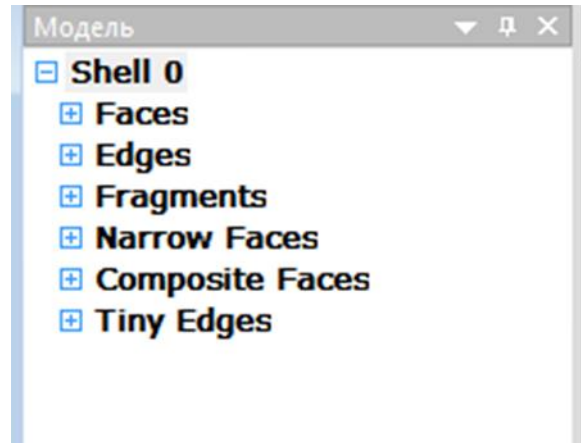 Модель
Shell 0
Faces
Edges
Fragments
Narrow Faces
Composite Faces
Tiny Edges